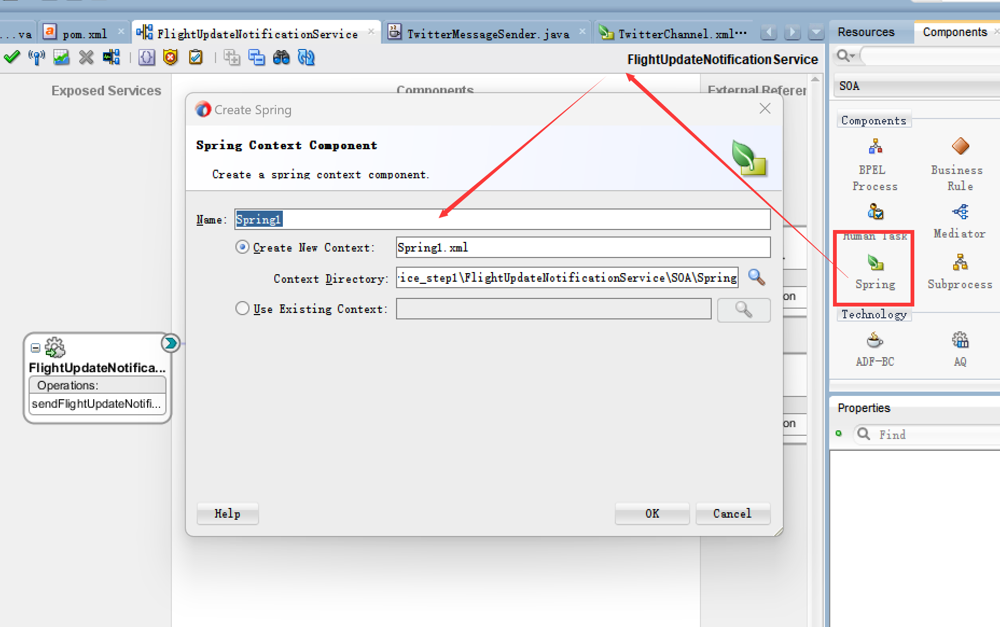 ...va
pom.xml
FlightUpdateNotificationService
TwitterMessageSender.java
TwitterChannel.xml...
Resources
Components
FlightUpdateNotificationService
Exposed Services
Components
External Referen
SOA
Components
BPEL
Process
Business
Rule
Human Task
Mediator
Spring
Subprocess
Technology
ADF-BC
AQ
Properties
Find
Create Spring
Spring Context Component
Create a spring context component.
Name:
Spring1
Create New Context:
Spring1.xml
Context Directory:
ice_step1\FlightUpdateNotificationService\SOA\Spring
Use Existing Context:
Help
OK
Cancel
FlightUpdateNotifica...
Operations:
sendFlightUpdateNotifi...
on
on